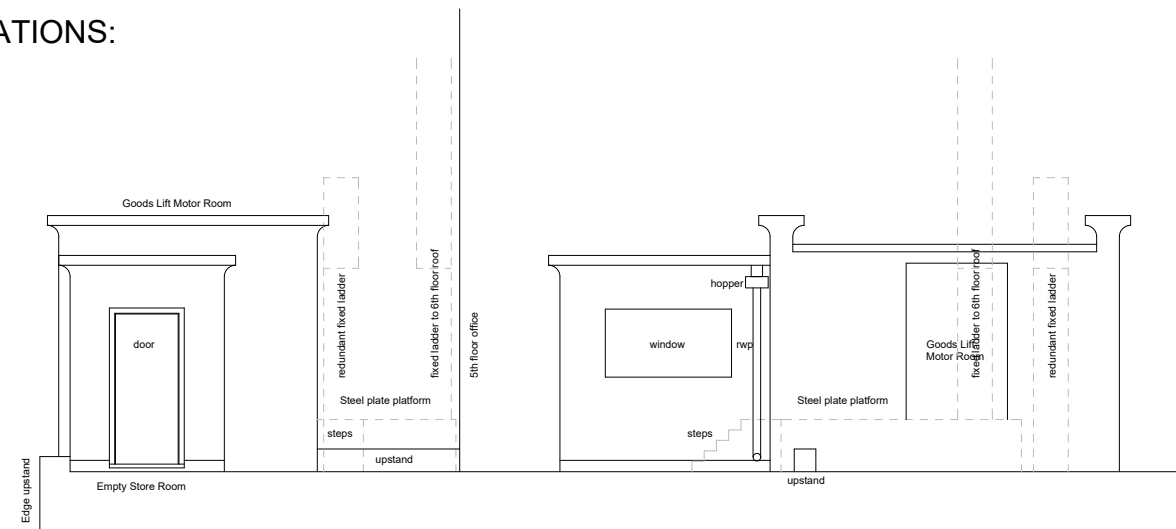 ATIONS:
Goods Lift Motor Room
door
redundant fixed ladder
fixed ladder to 6th floor roof
5th floor office
Steel plate platform
steps
upstand
Edge upstand
Empty Store Room
hopper
window
rwp
steps
Steel plate platform
Goods Lift
Motor Room
fixed ladder to 6th floor roof
redundant fixed ladder
upstand